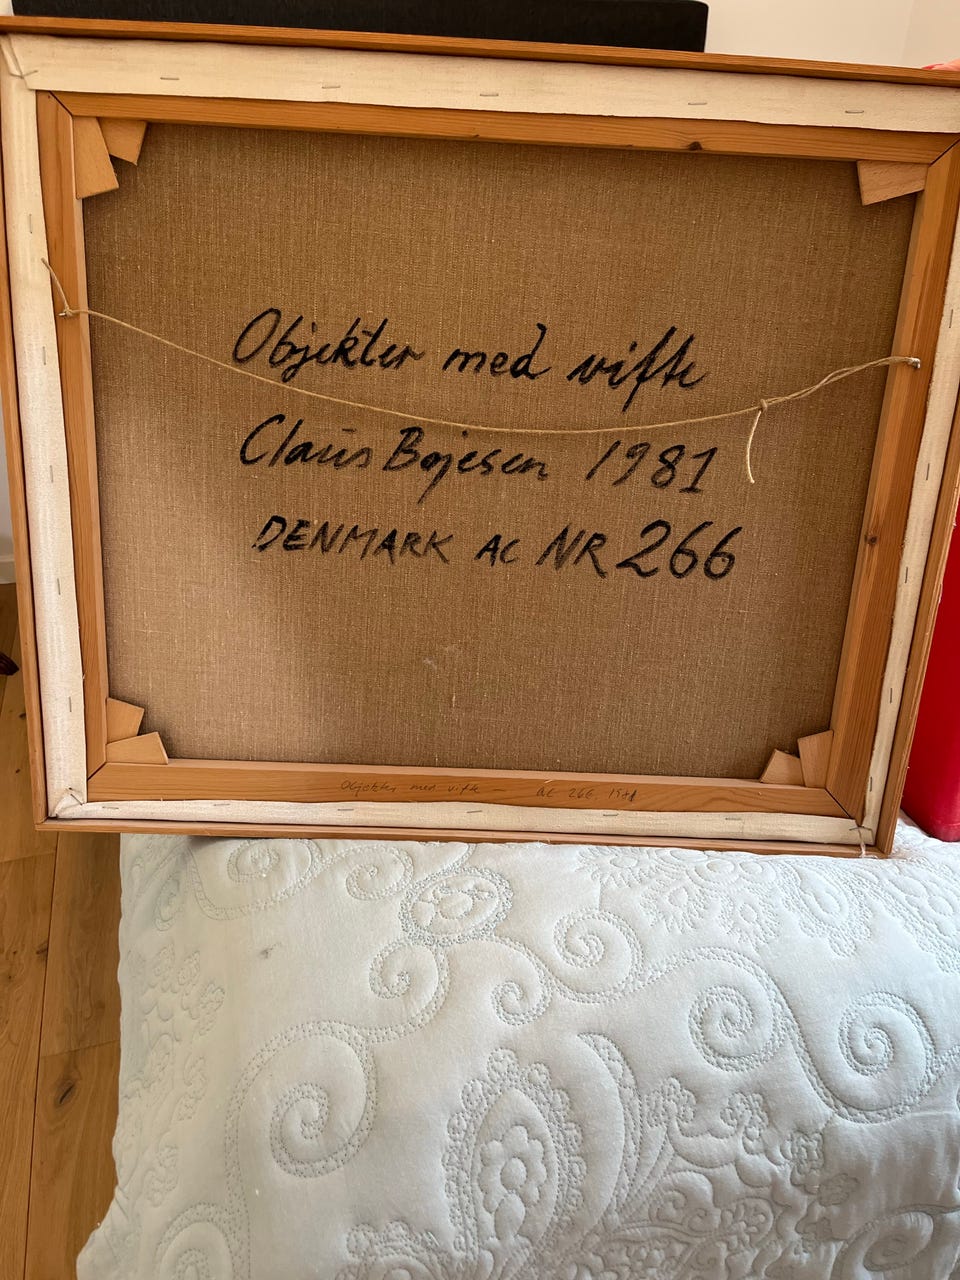 Objekter med vifte
Claus Bojesen 1981
DENMARK AC NR 266
Objekter med vifte — AC 266 1981